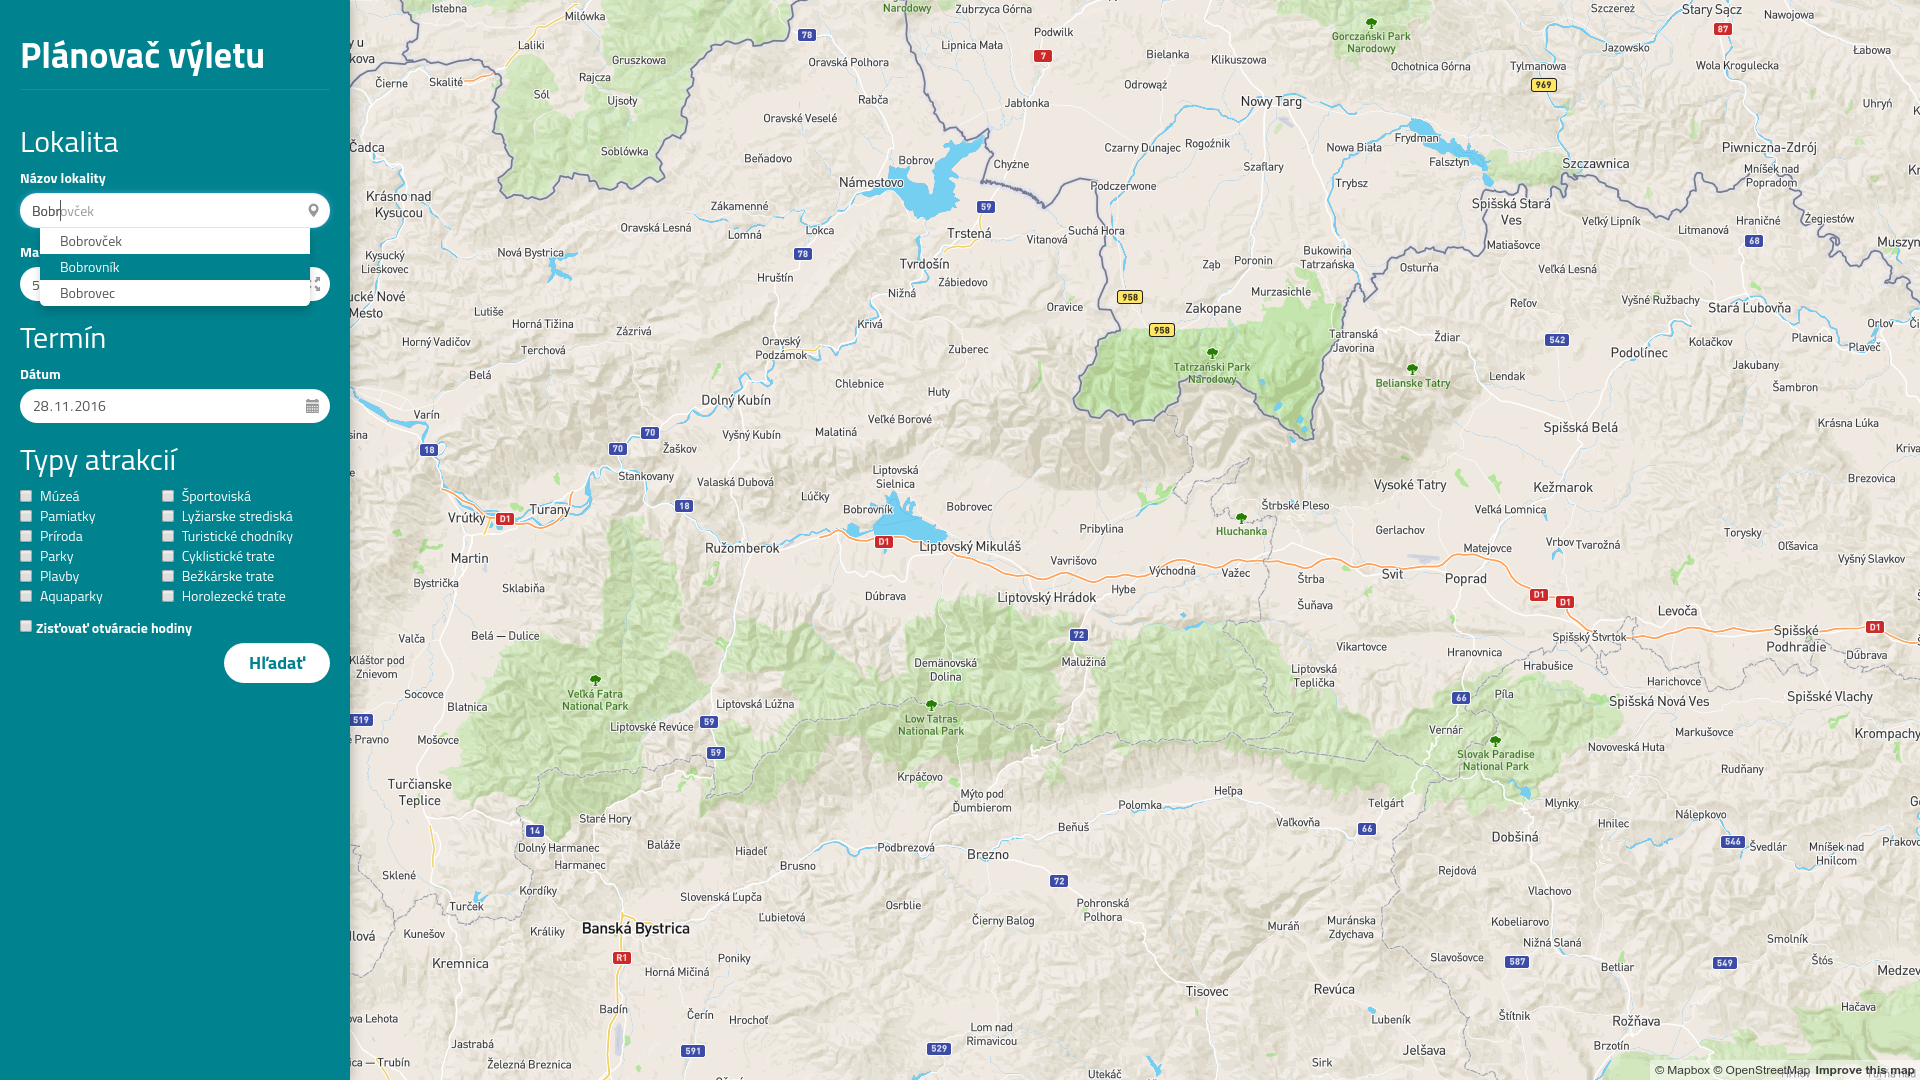 Plánovač výletu
Lokalita
Názov lokality
Bobrovček
Bobrovček
Bobrovník
Bobrovec
Ma
5
Termín
Dátum
28.11.2016
Typy atrakcií
Múzeá
Športoviská
Pamiatky
Lyžiarske strediská
Príroda
Turistické chodníky
Parky
Cyklistické trate
Plavby
Bežkárske trate
Aquaparky
Horolezecké trate
Zisťovať otváracie hodiny
Hľadať
Istebna
Milówka
78
Narodowy
Zubrzyca Górna
Podwilk
Gorczański Park
Narodowy
Szczereż
Stary Sącz
87
Nawojowa
Laliki
Gruszkowa
Oravská Polhora
Lipnica Mała
7
Bielanka
Klikuszowa
Ochotnica Górna
Tylmanowa
Jazowsko
Wola Krogulecka
Łabowa
Čierne
Skalité
Rajcza
Sól
Ujsoły
Rabča
Jabłonka
Odrowąż
Nowy Targ
969
Uhryń
Čadca
Soblówka
Oravské Veselé
Beňadovo
Bobrov
Chyżne
Czarny Dunajec
Rogoźnik
Szaflary
Nowa Biała
Frydman
Falsztyn
Szczawnica
Piwniczna-Zdrój
Mníšek nad
Popradom
Krásno nad
Kysucou
Námestovo
Zákamenné
59
Podczerwone
Trybsz
Spišská Stará
Ves
Veľký Lipník
Hraničné
Żegiestów
Oravská Lesná
Lomná
Lokca
Trstená
Vitanová
Suchá Hora
Bukowina
Tatrzańska
Matiašovce
Litmanová
68
Muszyn
Kysucký
Lieskovec
Nová Bystrica
78
Tvrdošín
Zábiedovo
Ząb
Poronin
Osturňa
Veľká Lesná
Hruštín
Nižná
Oravice
958
Murzasichle
Zakopane
Reľov
Vyšné Ružbachy
Stará Ľubovňa
ucké Nové
Mesto
Lutiše
Horná Tižina
Zázrivá
Krivá
958
Tatranská
Javorina
Ždiar
542
Kolačkov
Plavnica
Orlov
Plaveč
Horný Vadičov
Terchová
Oravský
Podzámok
Zuberec
Tatrzański Park
Narodowy
Belianske Tatry
Lendak
Podolínec
Jakubany
Šambron
Belá
Chlebnice
Huty
Dolný Kubín
Varín
Veľké Borové
Malatiná
Vyšný Kubín
70
70
Žaškov
Spišská Belá
Krásna Lúka
18
Stankovany
Valaská Dubová
Liptovská
Sielnica
Lúčky
Vysoké Tatry
Kežmarok
Brezovica
Vrútky
D1
Turany
18
Bobrovník
Bobrovec
Pribylina
Hluchanka
Štrbské Pleso
Gerlachov
Veľká Lomnica
Torysky
Martin
Ružomberok
D1
Liptovský Mikuláš
Vavrišovo
Východná
Važec
Štrba
Svit
Matejovce
Poprad
Vrbov
Tvarožná
Oľšavica
Vyšný Slavkov
Bystrička
Sklabiňa
Dúbrava
Liptovský Hrádok
Hybe
Šuňava
D1
D1
Levoča
Valča
Belá — Dulice
72
Malužiná
Demänovská
Dolina
Vikartovce
Liptovská
Teplička
Hranovnica
Spišský Štvrtok
Hrabušice
Spišské
Podhradie
D1
Dúbrava
Kláštor pod
Znievom
Socovce
Blatnica
Veľká Fatra
National Park
Liptovská Lúžna
Liptovské Revúce
59
Low Tatras
National Park
66
Píla
Harichovce
Spišská Nová Ves
Spišské Vlachy
519
Mošovce
59
Vernár
Slovak Paradise
National Park
Markušovce
Novoveská Huta
Krompachy
Turčianske
Teplice
Krpáčovo
Mýto pod
Ďumbierom
Polomka
Heľpa
Telgárt
Mlynky
Rudňany
Staré Hory
14
Dolný Harmanec
Harmanec
Baláže
Hiadeľ
Brusno
Podbrezová
Brezno
Beňuš
Vaľkovňa
66
Dobšiná
Hnilec
Nálepkovo
546
Švedlár
Mníšek nad
Hnilcom
Sklené
Kordíky
Turček
Slovenská Ľupča
Ľubietová
Osrblie
72
Čierny Balog
Pohronská
Polhora
Rejdová
Vlachovo
Kunešov
Králiky
Banská Bystrica
R1
Muráň
Muránska
Zdychava
Kobeliarovo
Nižná Slaná
Smolník
Kremnica
Horná Mičiná
Poniky
Slavošovce
587
Betliar
549
Štós
Medzev
Tisovec
Revúca
Hačava
Badín
Čerín
Hrochoť
Lom nad
Rimavicou
Lubeník
Štítnik
Rožňava
Jastrabá
Železná Breznica
591
529
Utekáč
Sirk
Jelšava
Brzotín
© Mapbox © OpenStreetMap Improve this map